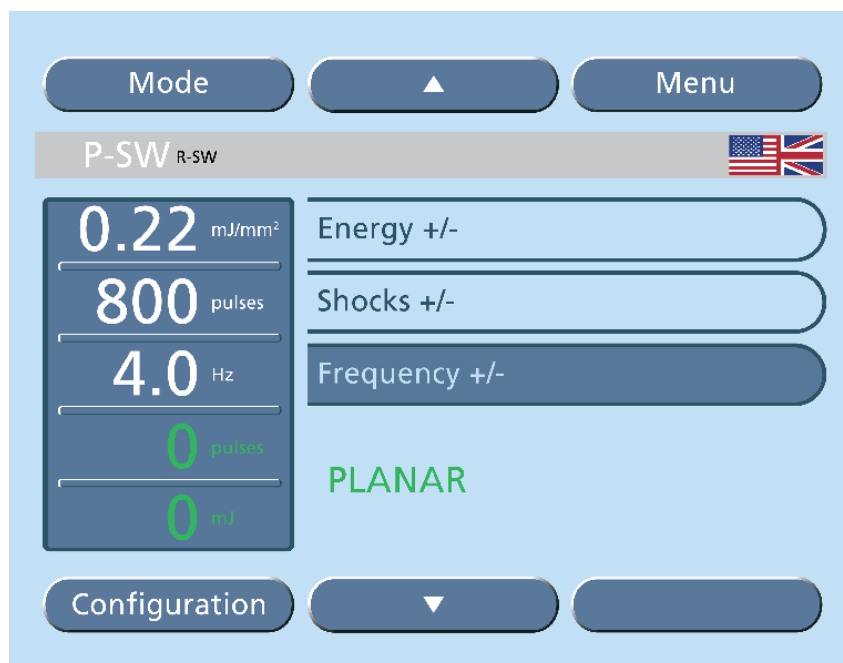 Mode ▲ Menu
P-SW R-SW
0.22 mJ/mm² Energy +/-
800 pulses Shocks +/-
4.0 Hz Frequency +/-
0 pulses
PLANAR
0 mJ
Configuration ▼